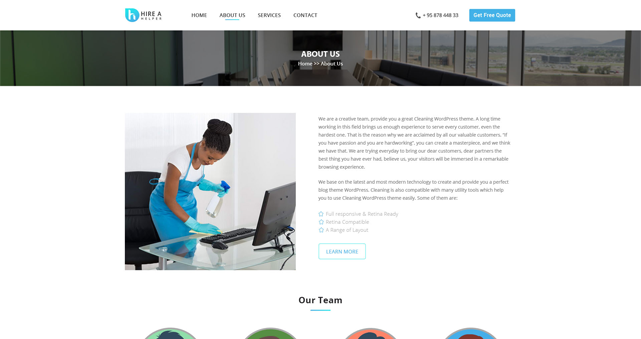 HIRE A
HELPER
HOME ABOUT US SERVICES CONTACT + 95 878 448 33 Get Free Quote
ABOUT US
Home >> About Us
We are a creative team, provide you a great Cleaning WordPress theme. A long time
working in this field brings us enough experience to serve every customer, even the
hardest one. That is the reason why we are acclaimed by all our valuable customers. "If
you have passion and you are hardworking", you can create a masterpiece, and we think
we have that. We are trying everyday to bring our dear customers, dear partners the
best thing you have ever had, believe us, your visitors will be immersed in a remarkable
browsing experience.
We base on the latest and most modern technology to create and provide you a perfect
blog theme WordPress. Cleaning is also compatible with many utility tools which help
you to use Cleaning WordPress theme easily. Some of them are:
Full responsive & Retina Ready
Retina Compatible
A Range of Layout
LEARN MORE
Our Team